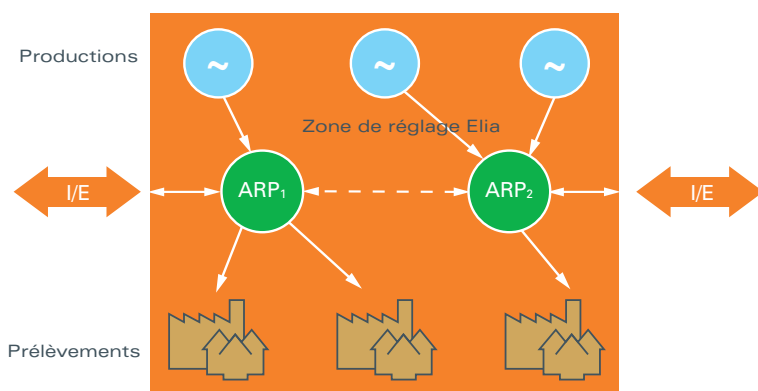 Productions
~ ~ ~
Zone de réglage Elia
I/E ARP₁ ARP₂ I/E
Prélèvements